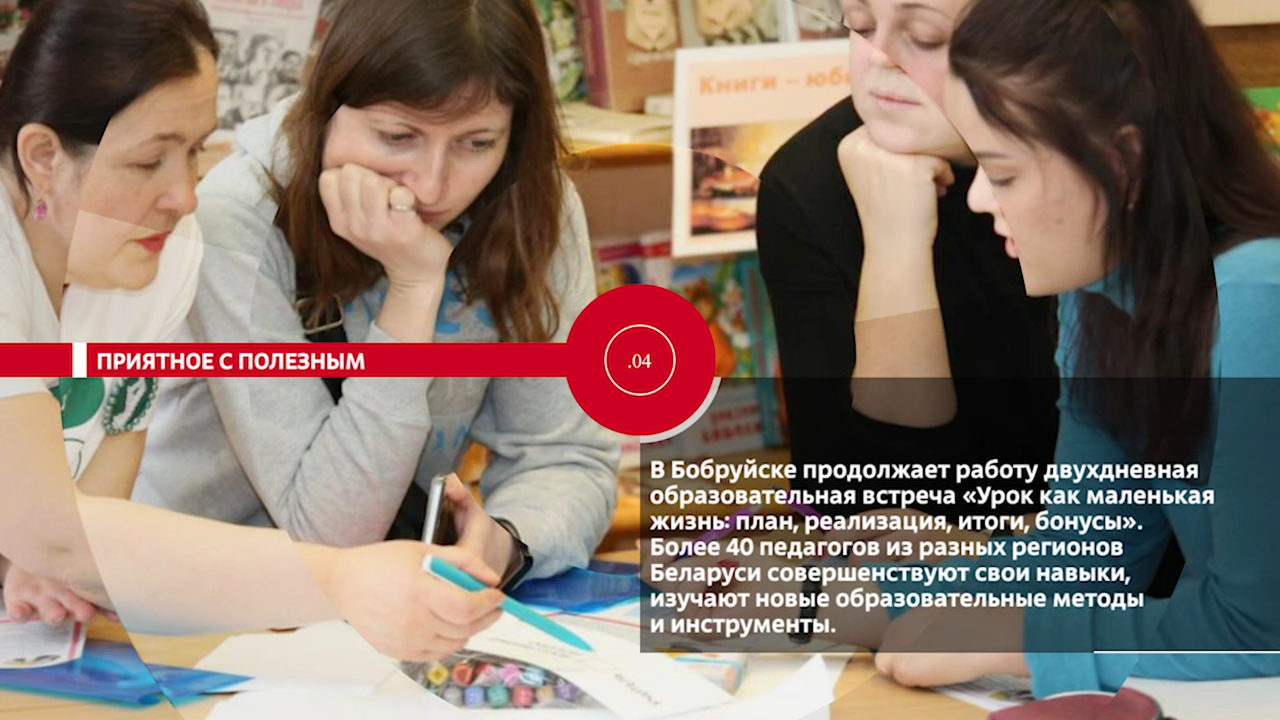 Книги – юби
ПРИЯТНОЕ С ПОЛЕЗНЫМ
.04
В Бобруйске продолжает работу двухдневная
образовательная встреча «Урок как маленькая
жизнь: план, реализация, итоги, бонусы».
Более 40 педагогов из разных регионов
Беларуси совершенствуют свои навыки,
изучают новые образовательные методы
и инструменты.